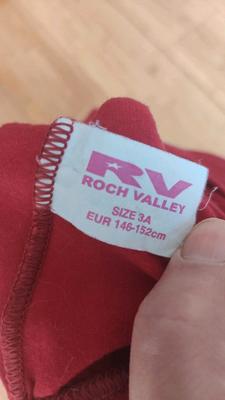 RV
ROCH VALLEY
SIZE 3A
EUR 146-152cm